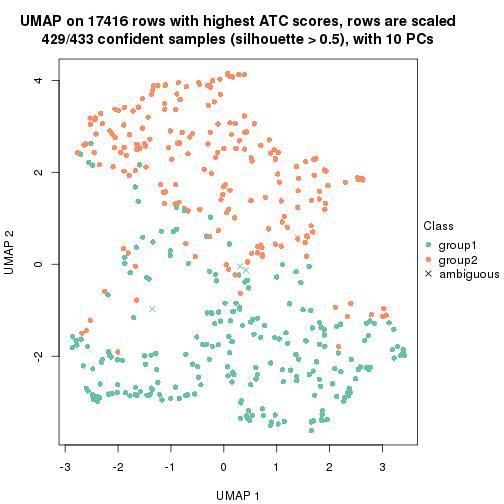 UMAP on 17416 rows with highest ATC scores, rows are scaled
429/433 confident samples (silhouette > 0.5), with 10 PCs
4
2
0
-2
UMAP 2
-3
-2
-1
0
1
2
3
UMAP 1
Class
group1
group2
ambiguous